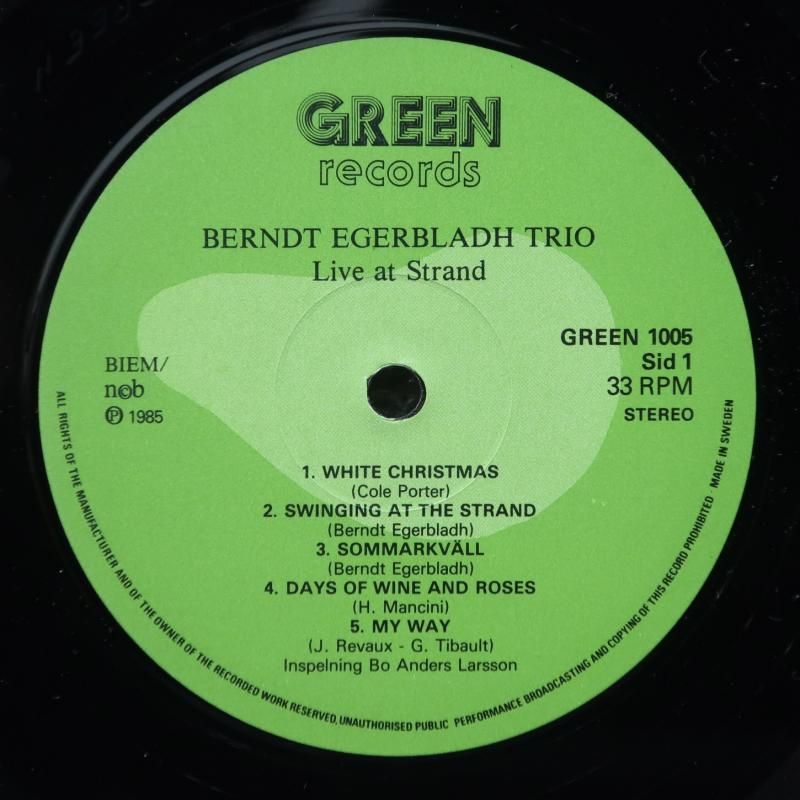 GREEN
records
BERNDT EGERBLADH TRIO
Live at Strand
GREEN 1005
Sid 1
33 RPM
STEREO
BIEM/
n©b
Ⓟ 1985
1. WHITE CHRISTMAS
(Cole Porter)
2. SWINGING AT THE STRAND
(Berndt Egerbladh)
3. SOMMARKVÄLL
(Berndt Egerbladh)
4. DAYS OF WINE AND ROSES
(H. Mancini)
5. MY WAY
(J. Revaux - G. Tibault)
Inspelning Bo Anders Larsson
ALL RIGHTS OF THE MANUFACTURER AND OF THE OWNER OF THE RECORDED WORK RESERVED, UNAUTHORISED PUBLIC PERFORMANCE BROADCASTING AND COPYING OF THIS RECORD PROHIBITED · MADE IN SWEDEN